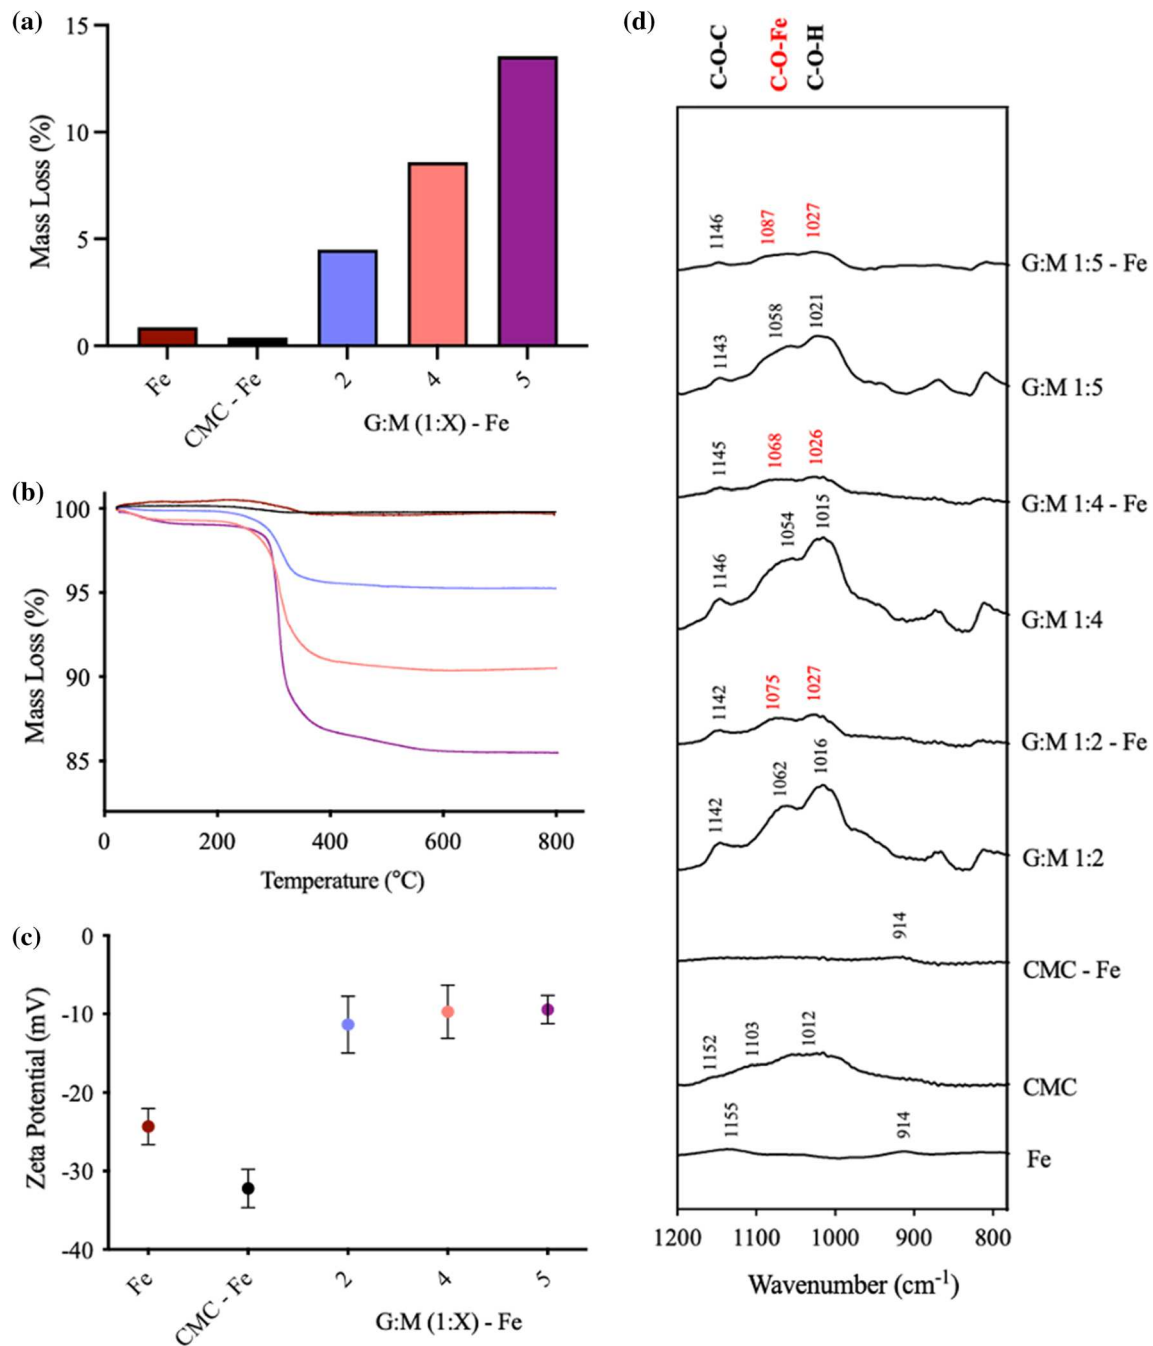 (a)
15
10
5
0
Mass Loss (%)
Fe
CMC - Fe
2
4
5
G:M (1:X) - Fe
(b)
100
95
90
85
Mass Loss (%)
0
200
400
600
800
Temperature (°C)
(c)
0
-10
-20
-30
-40
Zeta Potential (mV)
Fe
CMC - Fe
2
4
5
G:M (1:X) - Fe
(d)
C-O-C
C-O-Fe
C-O-H
1146
1087
1027
G:M 1:5 - Fe
1143
1058
1021
G:M 1:5
1145
1068
1026
G:M 1:4 - Fe
1146
1054
1015
G:M 1:4
1142
1075
1027
G:M 1:2 - Fe
1142
1062
1016
G:M 1:2
914
CMC - Fe
1152
1103
1012
CMC
1155
914
Fe
1200
1100
1000
900
800
Wavenumber (cm⁻¹)